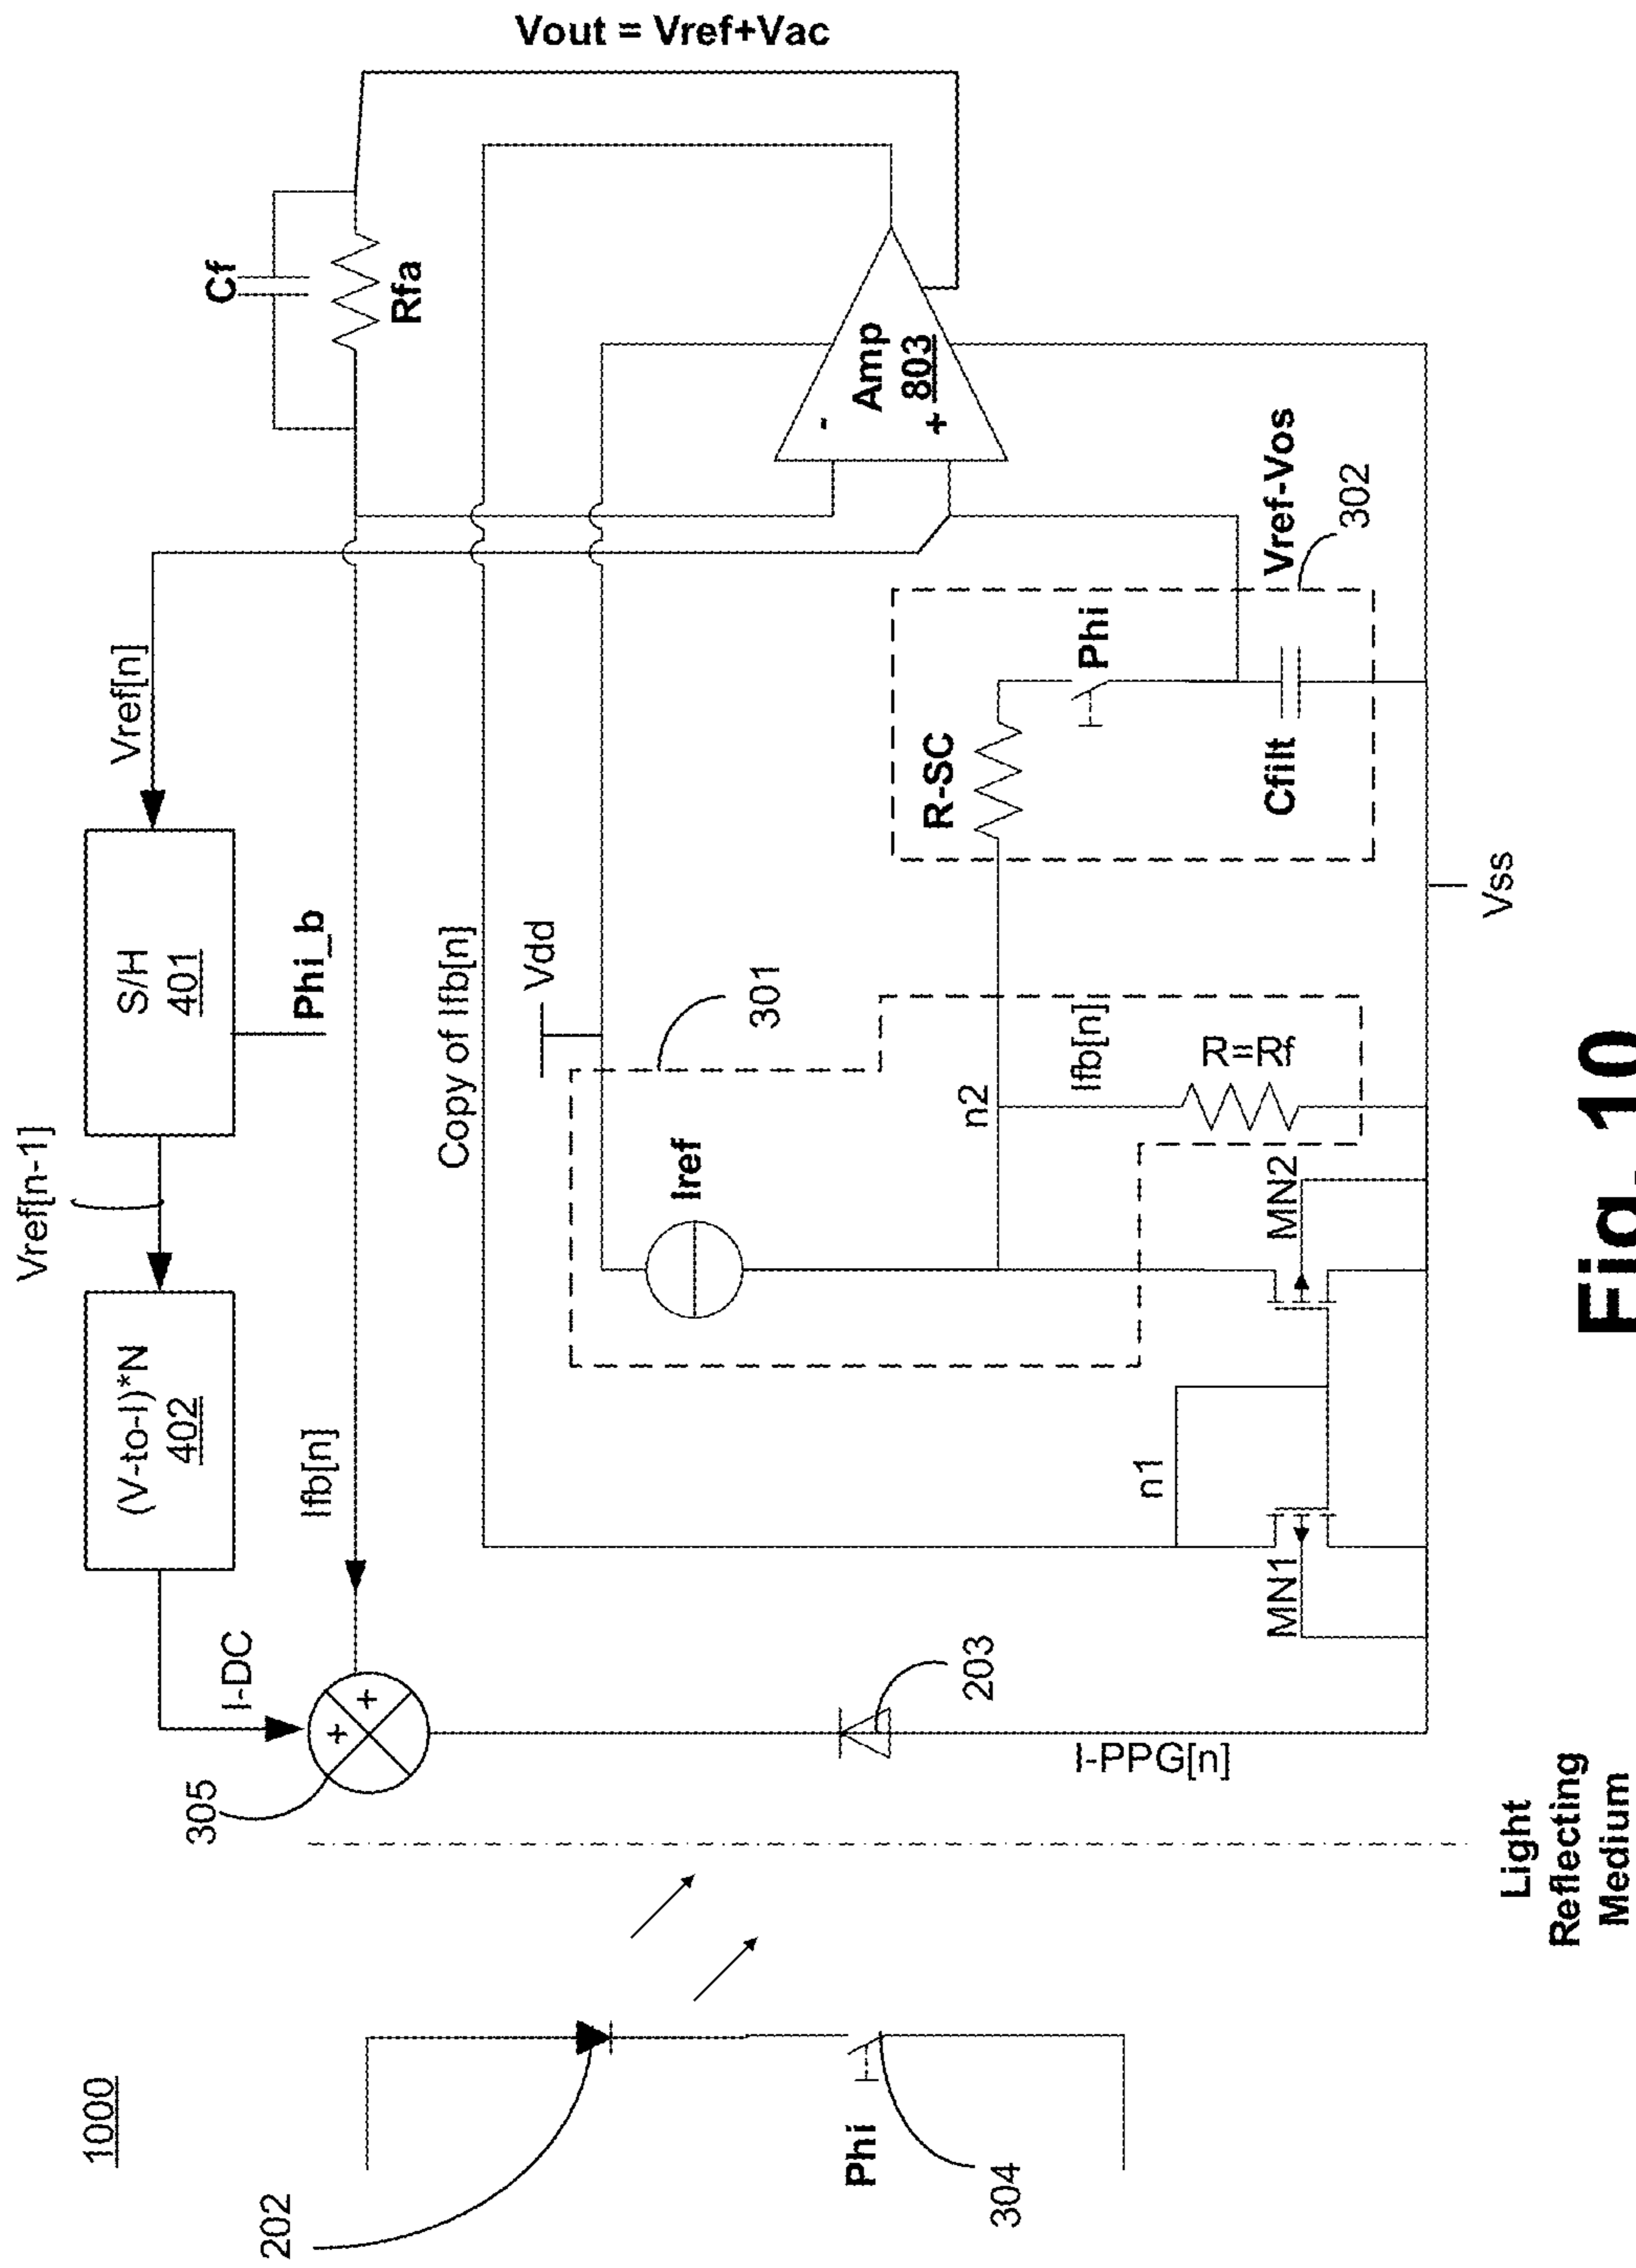 1000
202
Phi
304
Light
Reflecting
Medium
305
I-DC
(V-to-I)*N
402
Vref[n-1]
S/H
401
Phi_b
Vref[n]
Ifb[n]
Copy of Ifb[n]
203
I-PPG[n]
Vdd
301
Iref
n1
n2
MN1
MN2
Ifb[n]
R=Rf
Vss
R-SC
Phi
Cfilt
Vref-Vos
302
Amp
803
-
+
+
+
Cf
Rfa
Vout = Vref+Vac
Fig. 10